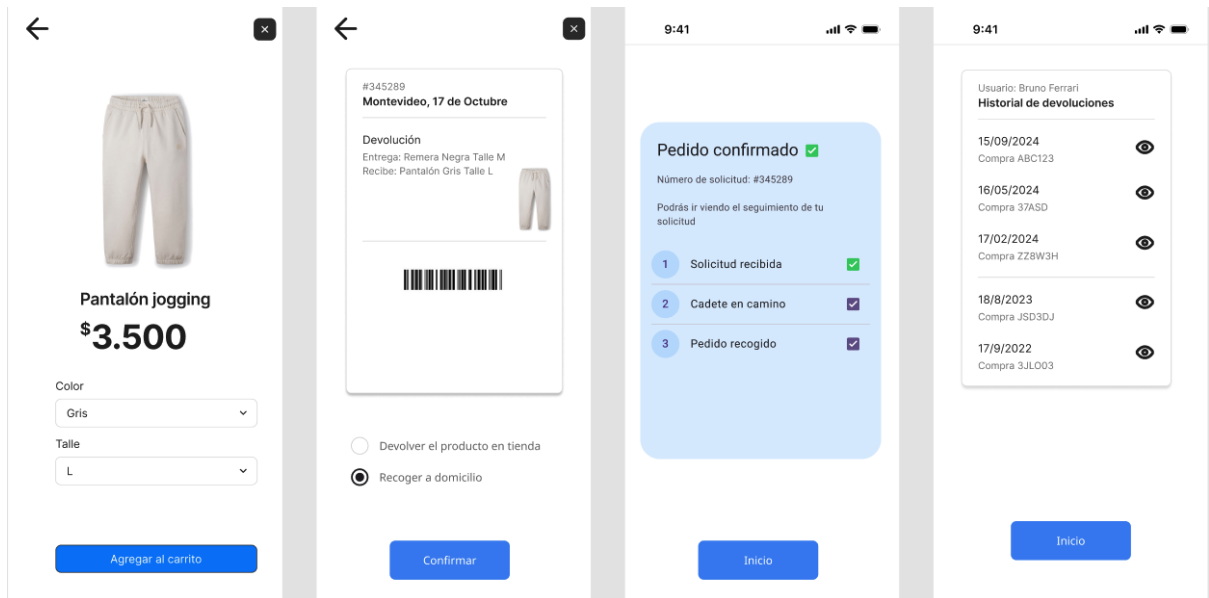 Pantalón jogging
$3.500
Color
Gris
Talle
L
Agregar al carrito
#345289
Montevideo, 17 de Octubre
Devolución
Entrega: Remera Negra Talle M
Recibe: Pantalón Gris Talle L
Devolver el producto en tienda
Recoger a domicilio
Confirmar
9:41
Pedido confirmado
Número de solicitud: #345289
Podrás ir viendo el seguimiento de tu
solicitud
1 Solicitud recibida
2 Cadete en camino
3 Pedido recogido
Inicio
9:41
Usuario: Bruno Ferrari
Historial de devoluciones
15/09/2024
Compra ABC123
16/05/2024
Compra 37ASD
17/02/2024
Compra ZZ8W3H
18/8/2023
Compra JSD3DJ
17/9/2022
Compra 3JLO03
Inicio